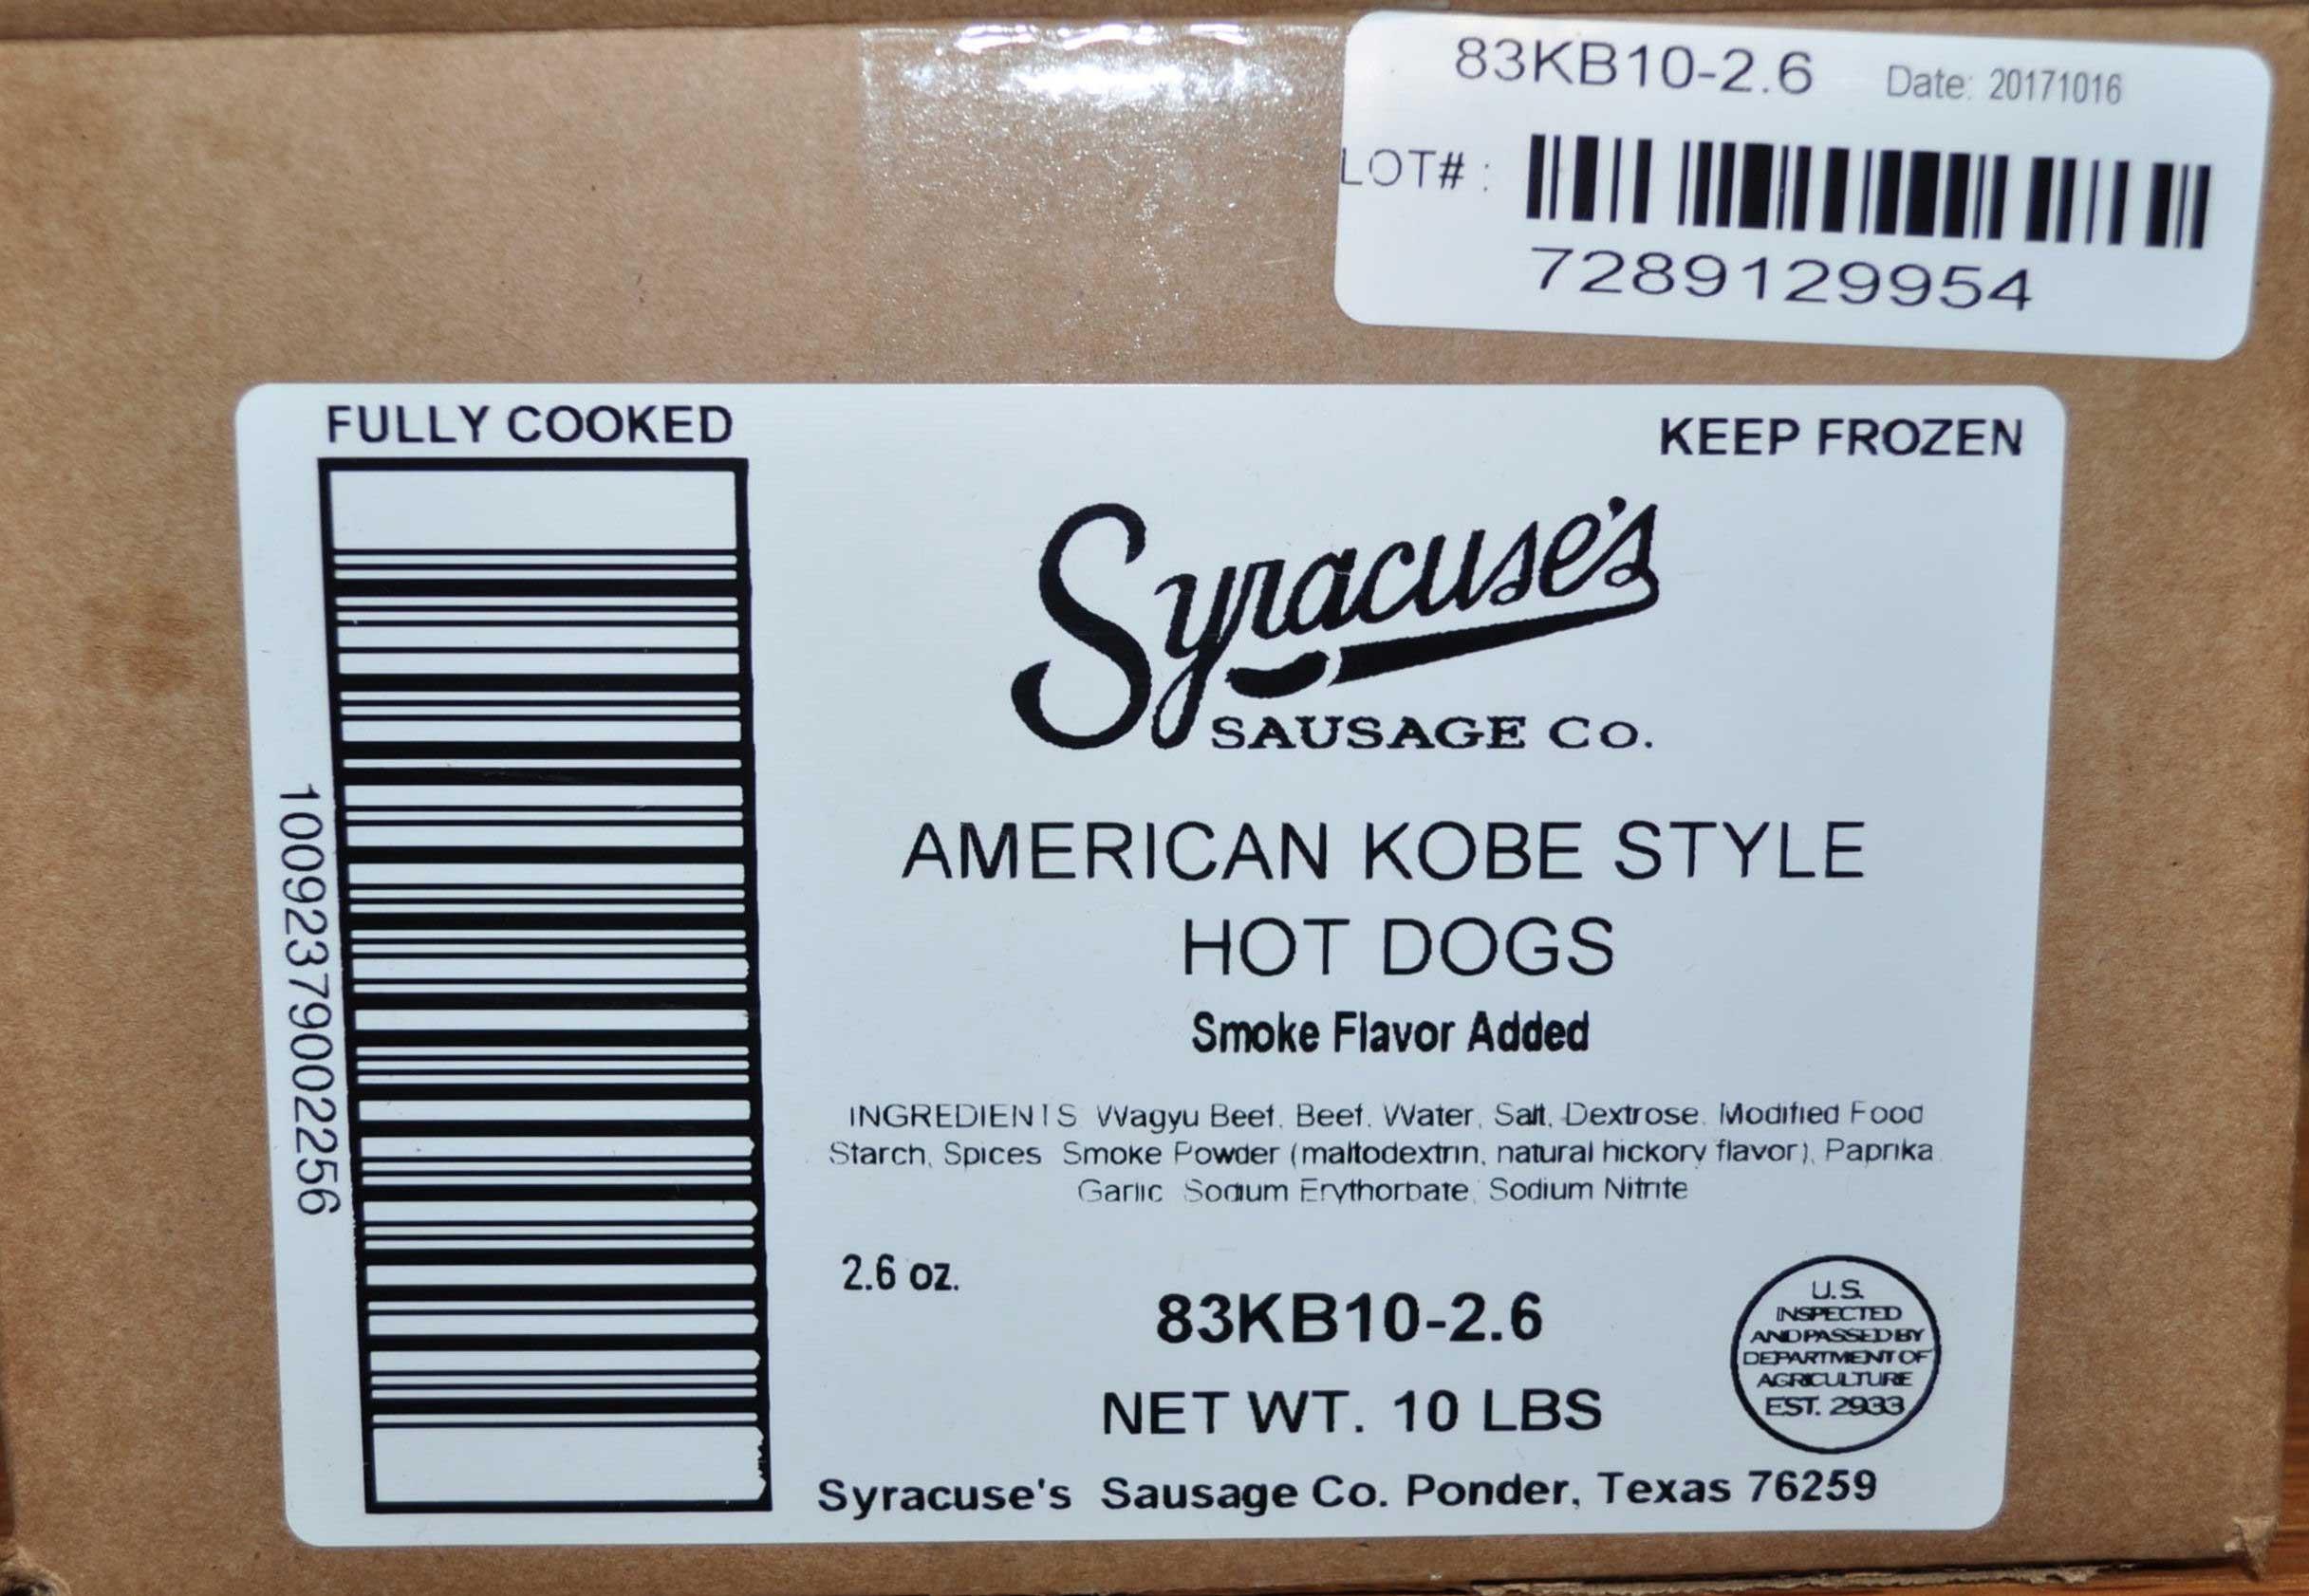 83KB10-2.6 Date: 20171016
LOT# :
7289129954
FULLY COOKED
KEEP FROZEN
10092379002256
Syracuse's
SAUSAGE CO.
AMERICAN KOBE STYLE
HOT DOGS
Smoke Flavor Added
INGREDIENTS Wagyu Beef, Beef, Water, Salt, Dextrose, Modified Food
Starch, Spices Smoke Powder (maltodextrin, natural hickory flavor), Paprika
Garlic Sodium Erythorbate, Sodium Nitrite
2.6 oz.
83KB10-2.6
NET WT. 10 LBS
U.S.
INSPECTED
AND PASSED BY
DEPARTMENT OF
AGRICULTURE
EST. 2933
Syracuse's Sausage Co. Ponder, Texas 76259